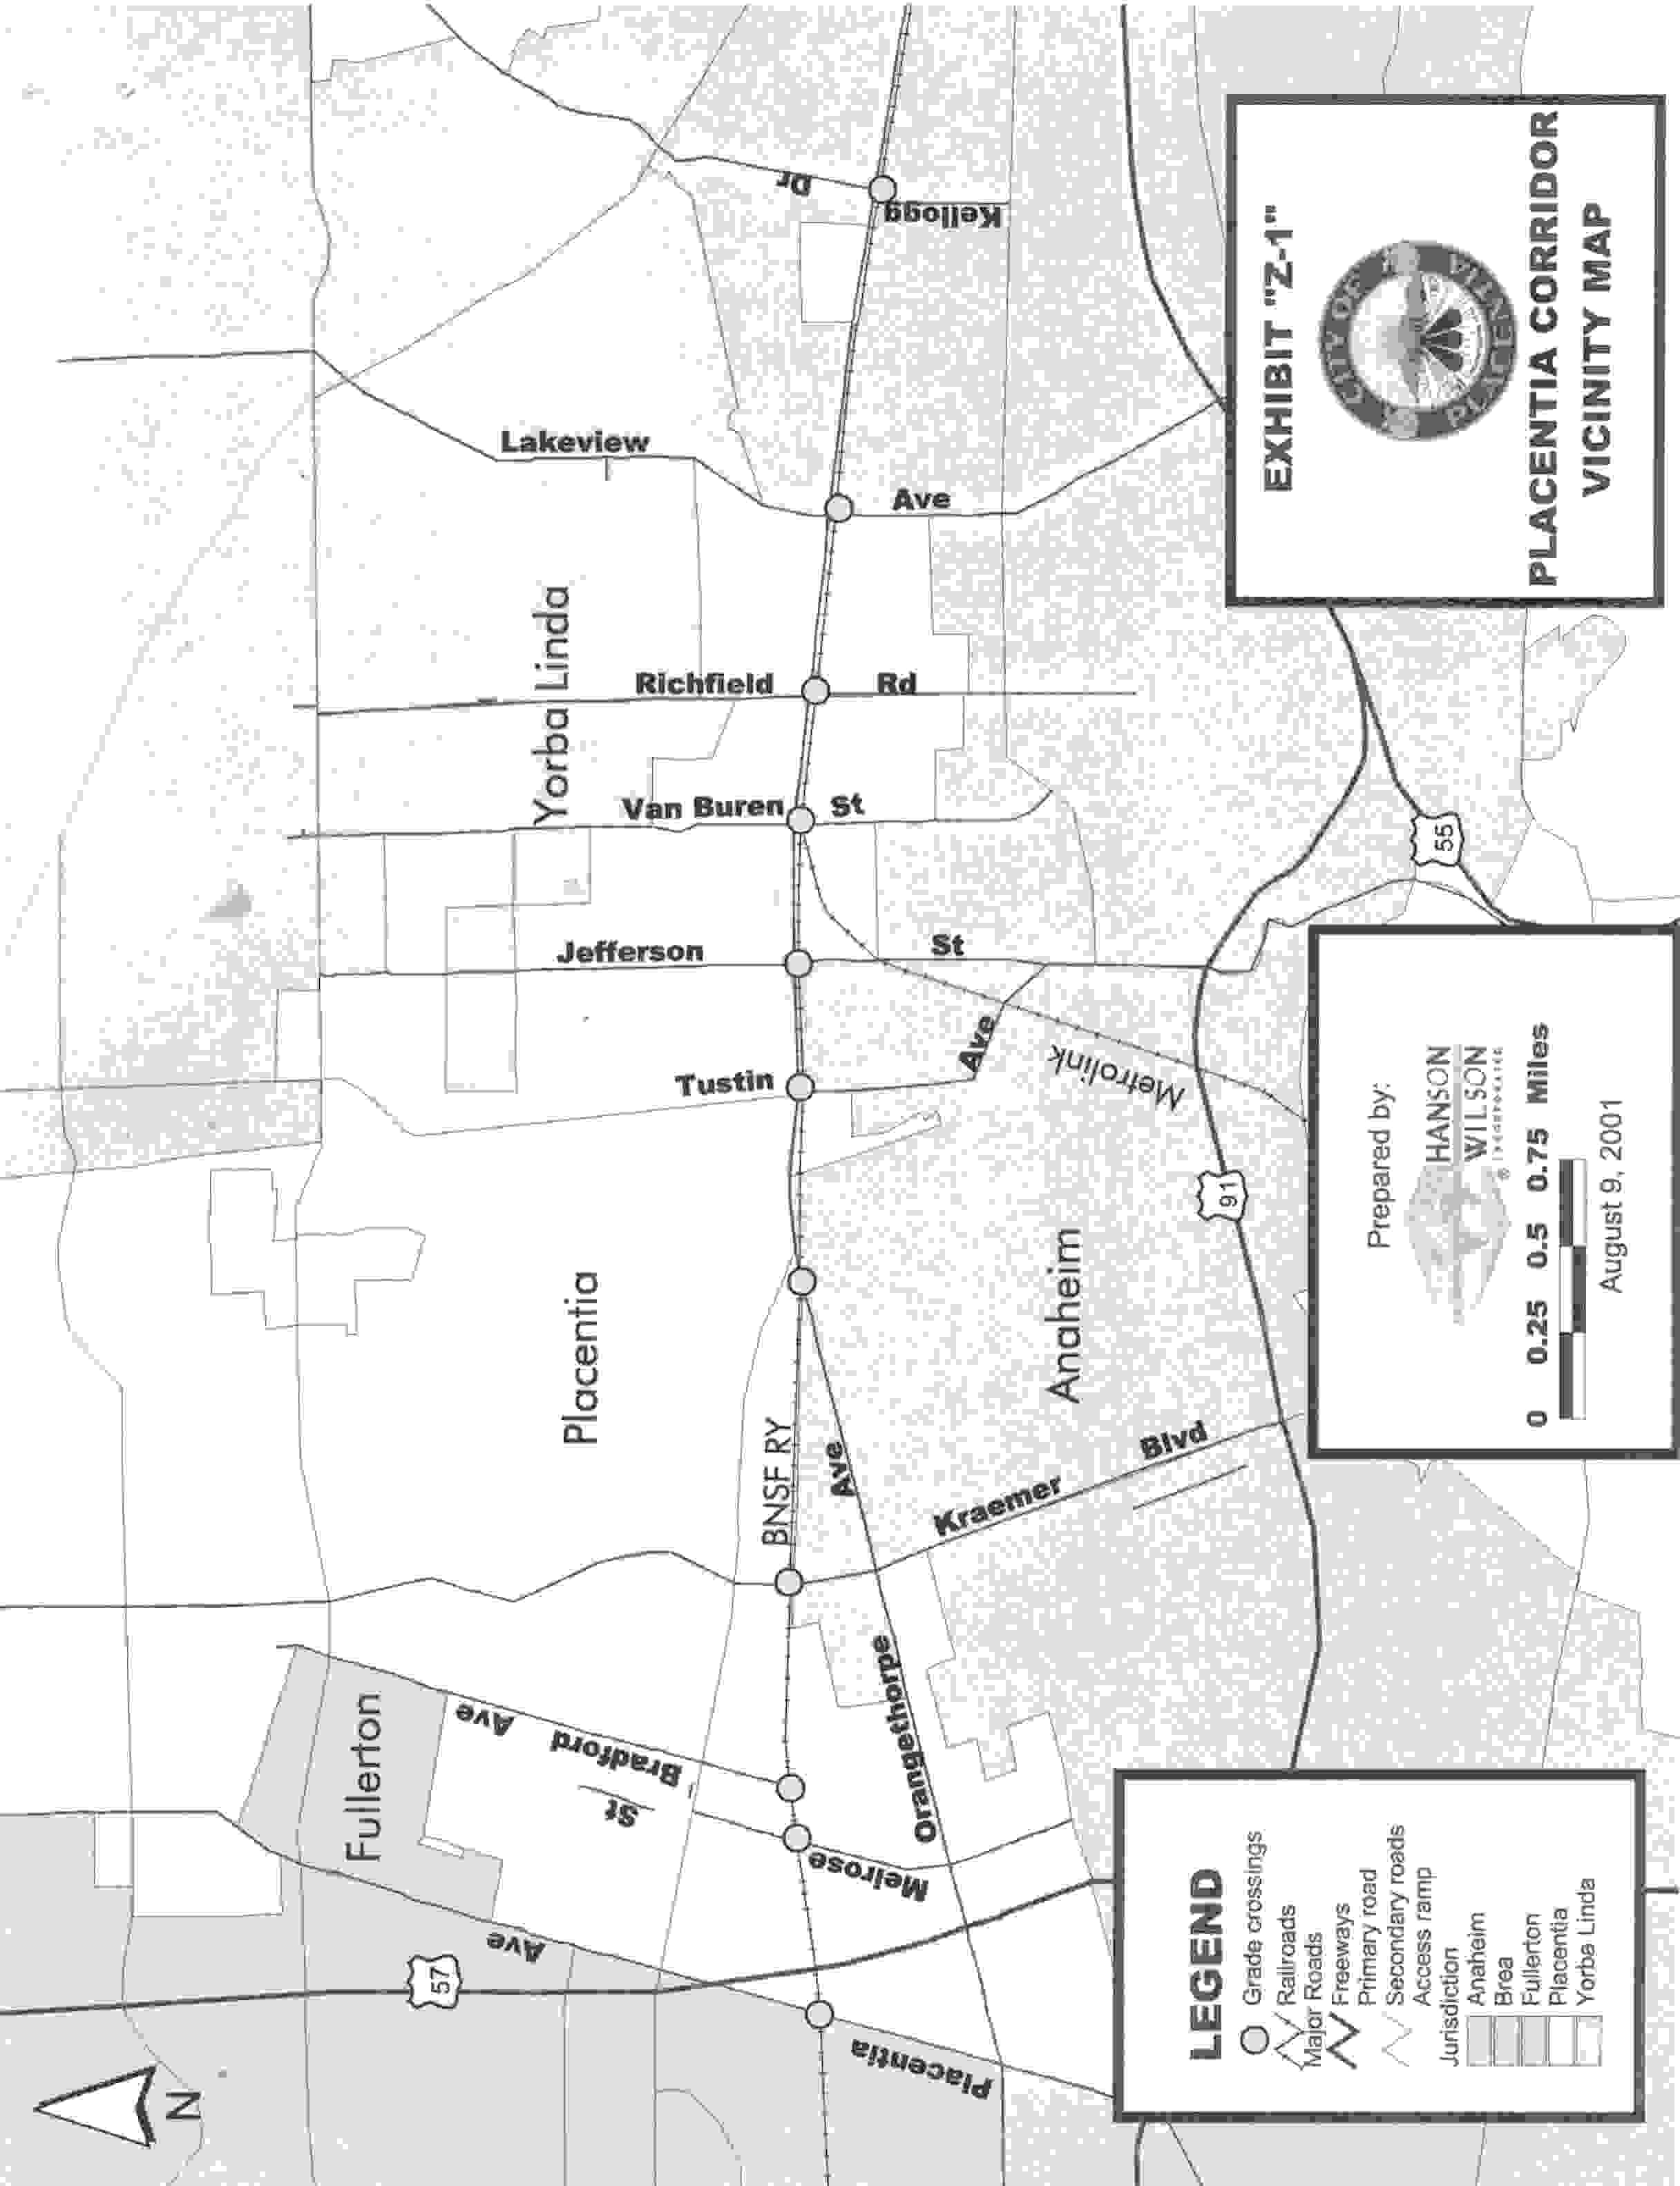 N
57
Ave
Placentia
Fullerton
Ave
Bradford
St
Melrose
Orangethorpe
Ave
BNSF RY
Kraemer
Blvd
Placentia
Anaheim
91
Tustin
Ave
Metrolink
Jefferson
St
Van Buren
St
Yorba Linda
Richfield
Rd
Lakeview
Ave
Kellogg
Dr
55
LEGEND
Grade crossings
Railroads
Major Roads
Freeways
Primary road
Secondary roads
Access ramp
Jurisdiction
Anaheim
Brea
Fullerton
Placentia
Yorba Linda
Prepared by:
HANSON
WILSON
INCORPORATED
0 0.25 0.5 0.75 Miles
August 9, 2001
EXHIBIT "Z-1"
CITY OF
PLACENTIA CORRIDOR
VICINITY MAP